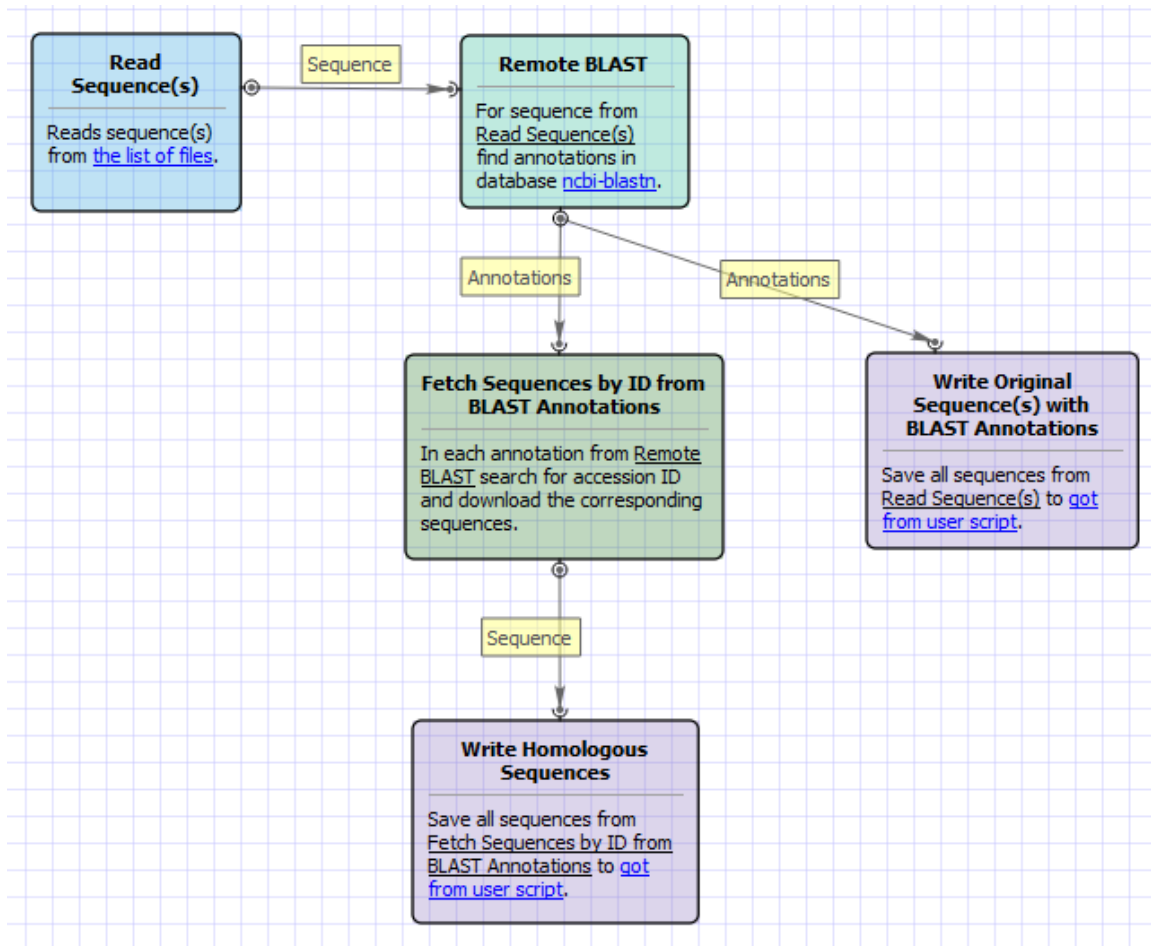 Read
Sequence(s)
Reads sequence(s)
from the list of files.
Sequence
Remote BLAST
For sequence from
Read Sequence(s)
find annotations in
database ncbi-blastn.
Annotations
Annotations
Fetch Sequences by ID from
BLAST Annotations
In each annotation from Remote
BLAST search for accession ID
and download the corresponding
sequences.
Write Original
Sequence(s) with
BLAST Annotations
Save all sequences from
Read Sequence(s) to got
from user script.
Sequence
Write Homologous
Sequences
Save all sequences from
Fetch Sequences by ID from
BLAST Annotations to got
from user script.